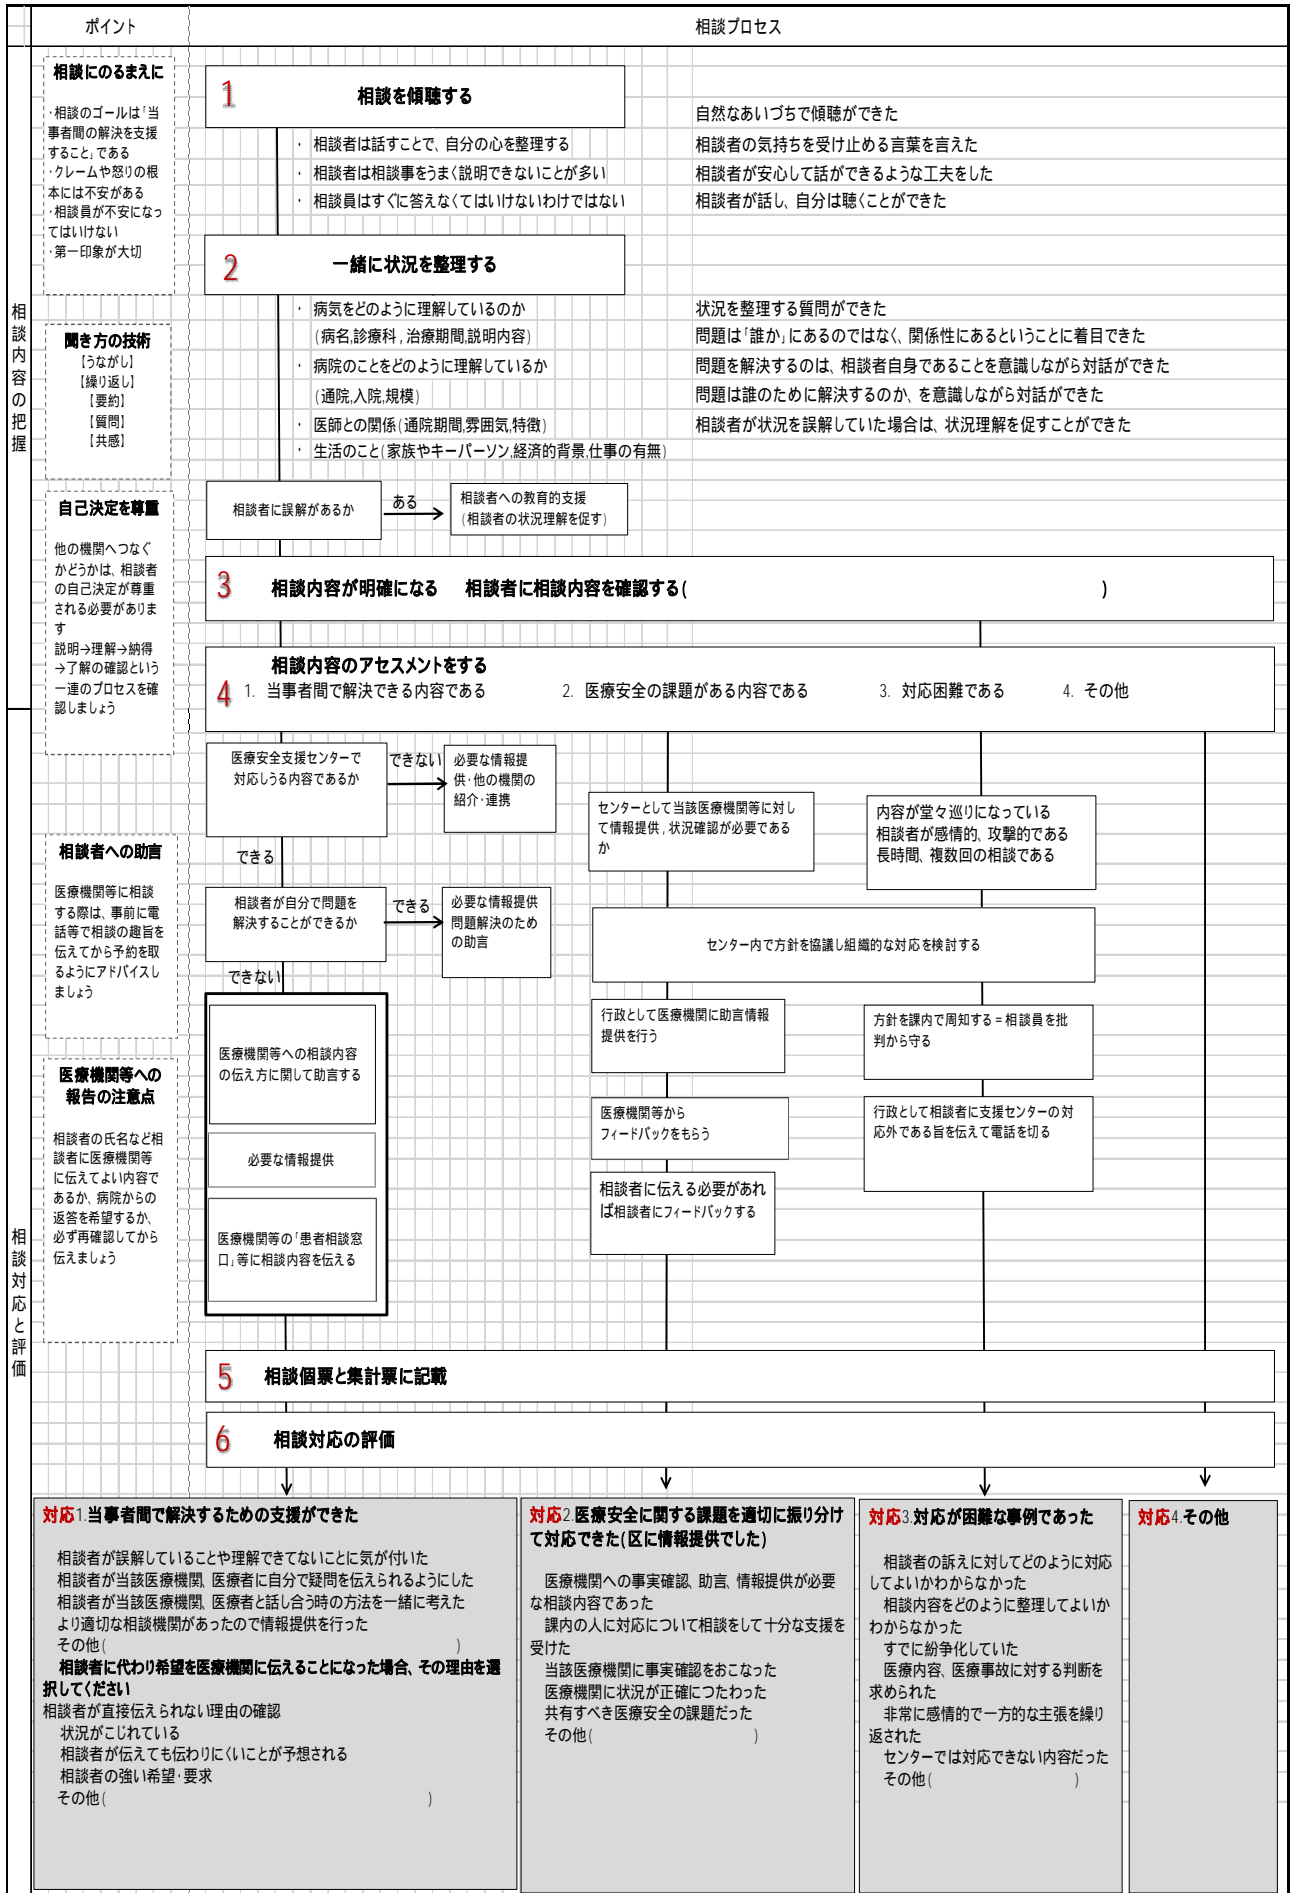 ポイント
相談プロセス
相談内容の把握
相談対応と評価
相談にのるまえに
・相談のゴールは「当
事者間の解決を支援
すること」である
・クレームや怒りの根
本には不安がある
・相談員が不安になっ
てはいけない
・第一印象が大切
聞き方の技術
【うながし】
【繰り返し】
【要約】
【質問】
【共感】
自己決定を尊重
他の機関へつなぐ
かどうかは、相談者
の自己決定が尊重
される必要がありま
す
説明→理解→納得
→了解の確認という
一連のプロセスを確
認しましょう
相談者への助言
医療機関等に相談
する際は、事前に電
話等で相談の趣旨を
伝えてから予約を取
るようにアドバイスし
ましょう
医療機関等への
報告の注意点
相談者の氏名など相
談者に医療機関等
に伝えてよい内容で
あるか、病院からの
返答を希望するか、
必ず再確認してから
伝えましょう
1 相談を傾聴する
・ 相談者は話すことで、自分の心を整理する
・ 相談者は相談事をうまく説明できないことが多い
・ 相談員はすぐに答えなくてはいけないわけではない
自然なあいづちで傾聴ができた
相談者の気持ちを受け止める言葉を言えた
相談者が安心して話ができるような工夫をした
相談者が話し、自分は聴くことができた
2 一緒に状況を整理する
・ 病気をどのように理解しているのか
(病名,診療科,治療期間,説明内容)
・ 病院のことをどのように理解しているか
(通院,入院,規模)
・ 医師との関係(通院期間,雰囲気,特徴)
・ 生活のこと(家族やキーパーソン,経済的背景,仕事の有無)
状況を整理する質問ができた
問題は「誰か」にあるのではなく、関係性にあるということに着目できた
問題を解決するのは、相談者自身であることを意識しながら対話ができた
問題は誰のために解決するのか、を意識しながら対話ができた
相談者が状況を誤解していた場合は、状況理解を促すことができた
相談者に誤解があるか
ある
相談者への教育的支援
(相談者の状況理解を促す)
3 相談内容が明確になる 相談者に相談内容を確認する( )
相談内容のアセスメントをする
4 1. 当事者間で解決できる内容である 2. 医療安全の課題がある内容である 3. 対応困難である 4. その他
医療安全支援センターで
対応しうる内容であるか
できない
必要な情報提
供・他の機関の
紹介・連携
できる
相談者が自分で問題を
解決することができるか
できる
必要な情報提供
問題解決のため
の助言
できない
医療機関等への相談内容
の伝え方に関して助言する
必要な情報提供
医療機関等の「患者相談窓
口」等に相談内容を伝える
センターとして当該医療機関等に対し
て情報提供,状況確認が必要である
か
内容が堂々巡りになっている
相談者が感情的、攻撃的である
長時間、複数回の相談である
センター内で方針を協議し組織的な対応を検討する
行政として医療機関に助言情報
提供を行う
医療機関等から
フィードバックをもらう
相談者に伝える必要があれ
ば相談者にフィードバックする
方針を課内で周知する=相談員を批
判から守る
行政として相談者に支援センターの対
応外である旨を伝えて電話を切る
5 相談個票と集計票に記載
6 相談対応の評価
対応1.当事者間で解決するための支援ができた
相談者が誤解していることや理解できてないことに気が付いた
相談者が当該医療機関、医療者に自分で疑問を伝えられるようにした
相談者が当該医療機関、医療者と話し合う時の方法を一緒に考えた
より適切な相談機関があったので情報提供を行った
その他( )
相談者に代わり希望を医療機関に伝えることになった場合、その理由を選
択してください
相談者が直接伝えられない理由の確認
状況がこじれている
相談者が伝えても伝わりにくいことが予想される
相談者の強い希望・要求
その他( )
対応2.医療安全に関する課題を適切に振り分け
て対応できた(区に情報提供でした)
医療機関への事実確認、助言、情報提供が必要
な相談内容であった
課内の人に対応について相談をして十分な支援を
受けた
当該医療機関に事実確認をおこなった
医療機関に状況が正確につたわった
共有すべき医療安全の課題だった
その他( )
対応3.対応が困難な事例であった
相談者の訴えに対してどのように対応
してよいかわからなかった
相談内容をどのように整理してよいか
わからなかった
すでに紛争化していた
医療内容、医療事故に対する判断を
求められた
非常に感情的で一方的な主張を繰り
返された
センターでは対応できない内容だった
その他( )
対応4.その他